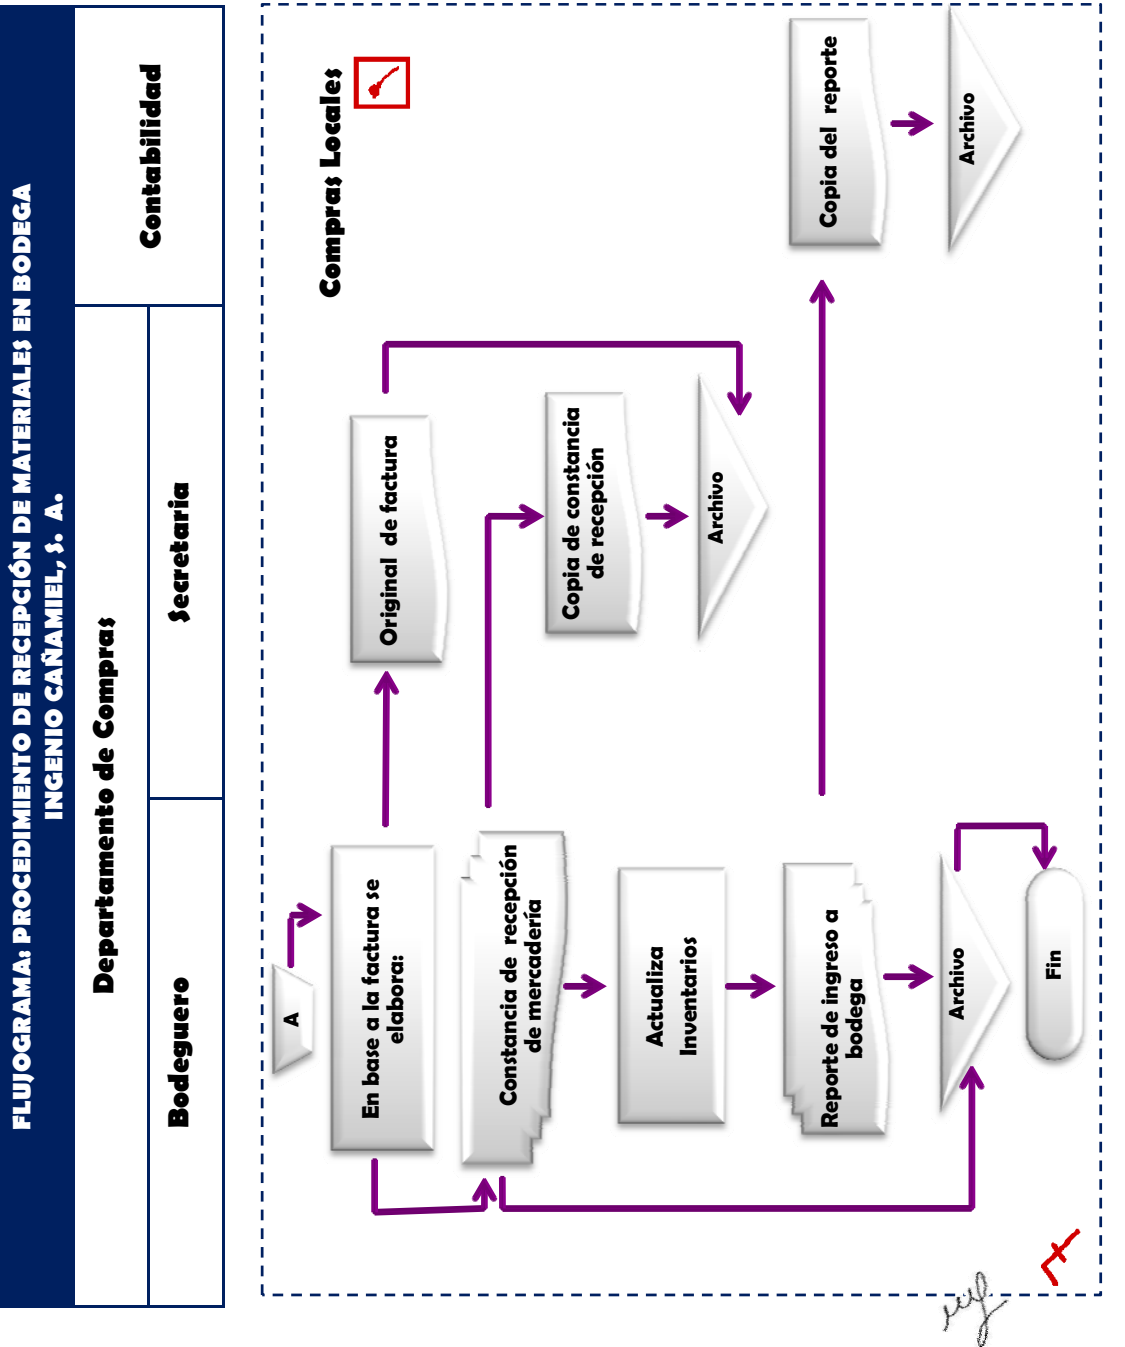 FLUJOGRAMA: PROCEDIMIENTO DE RECEPCIÓN DE MATERIALES EN BODEGA
INGENIO CAÑAMIEL, S. A.
Departamento de Compras
Contabilidad
Bodeguero
Secretaria
Compras Locales
A
En base a la factura se
elabora:
Original de factura
Constancia de recepción
de mercadería
Copia de constancia
de recepción
Actualiza
Inventarios
Archivo
Reporte de ingreso a
bodega
Copia del reporte
Archivo
Archivo
Fin